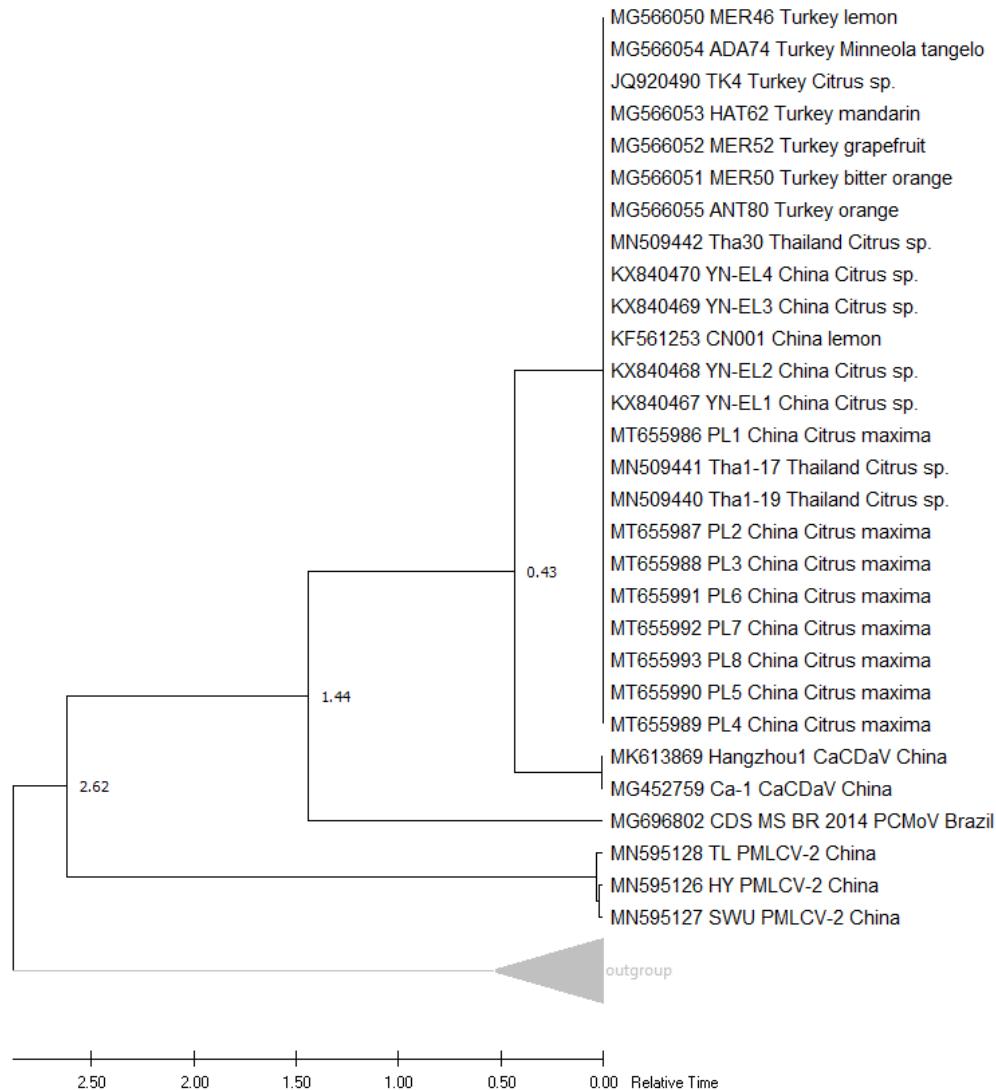 MG566050 MER46 Turkey lemon
MG566054 ADA74 Turkey Minneola tangelo
JQ920490 TK4 Turkey Citrus sp.
MG566053 HAT62 Turkey mandarin
MG566052 MER52 Turkey grapefruit
MG566051 MER50 Turkey bitter orange
MG566055 ANT80 Turkey orange
MN509442 Tha30 Thailand Citrus sp.
KX840470 YN-EL4 China Citrus sp.
KX840469 YN-EL3 China Citrus sp.
KF561253 CN001 China lemon
KX840468 YN-EL2 China Citrus sp.
KX840467 YN-EL1 China Citrus sp.
MT655986 PL1 China Citrus maxima
MN509441 Tha1-17 Thailand Citrus sp.
MN509440 Tha1-19 Thailand Citrus sp.
MT655987 PL2 China Citrus maxima
MT655988 PL3 China Citrus maxima
MT655991 PL6 China Citrus maxima
MT655992 PL7 China Citrus maxima
MT655993 PL8 China Citrus maxima
MT655990 PL5 China Citrus maxima
MT655989 PL4 China Citrus maxima
MK613869 Hangzhou1 CaCDaV China
MG452759 Ca-1 CaCDaV China
MG696802 CDS MS BR 2014 PCMoV Brazil
MN595128 TL PMLCV-2 China
MN595126 HY PMLCV-2 China
MN595127 SWU PMLCV-2 China
outgroup
0.43
1.44
2.62
2.50 2.00 1.50 1.00 0.50 0.00 Relative Time